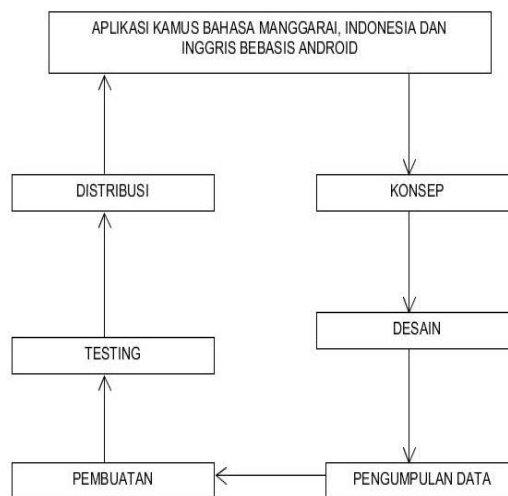 APLIKASI KAMUS BAHASA MANGGARAI, INDONESIA DAN
INGGRIS BEBASIS ANDROID
DISTRIBUSI
KONSEP
DESAIN
TESTING
PEMBUATAN
PENGUMPULAN DATA